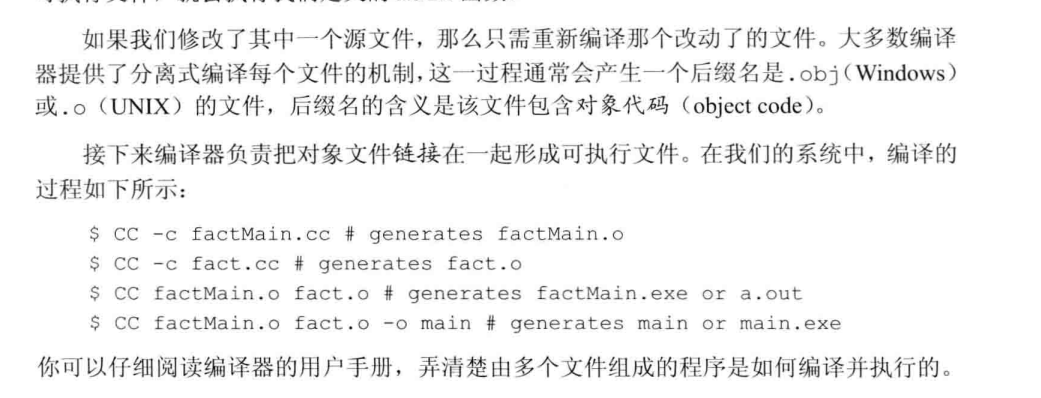 如果我们修改了其中一个源文件，那么只需重新编译那个改动了的文件。大多数编译
器提供了分离式编译每个文件的机制，这一过程通常会产生一个后缀名是.obj（Windows）
或.o（UNIX）的文件，后缀名的含义是该文件包含对象代码（object code）。
接下来编译器负责把对象文件链接在一起形成可执行文件。在我们的系统中，编译的
过程如下所示：
$ CC -c factMain.cc # generates factMain.o
$ CC -c fact.cc # generates fact.o
$ CC factMain.o fact.o # generates factMain.exe or a.out
$ CC factMain.o fact.o -o main # generates main or main.exe
你可以仔细阅读编译器的用户手册，弄清楚由多个文件组成的程序是如何编译并执行的。